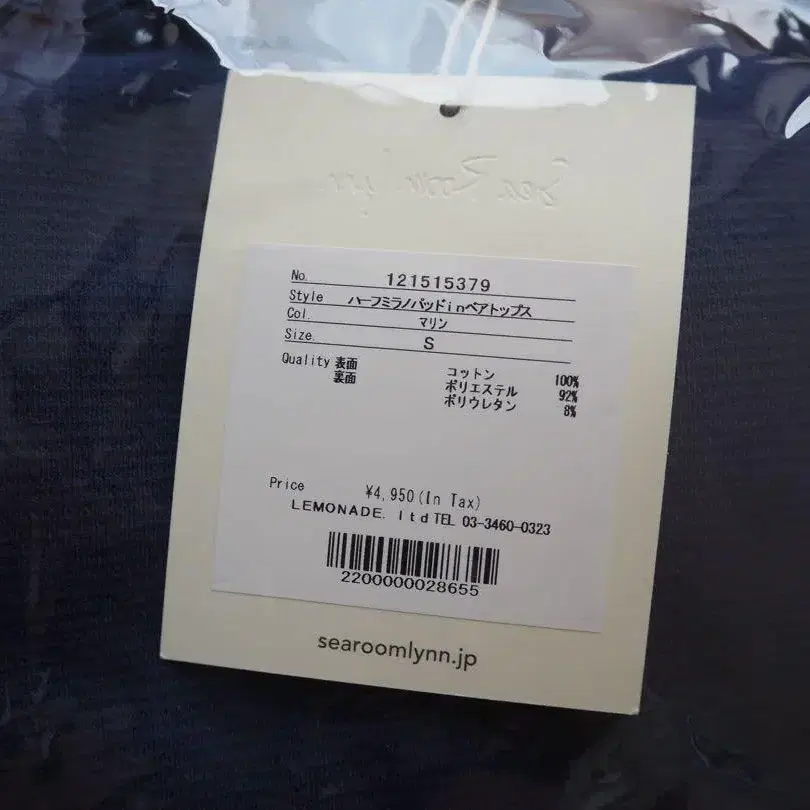 Sea Room lynn
No. 121515379
Style ハーフミラノパッドinベアトップス
Col. マリン
Size. S
Quality 表面 コットン 100%
裏面 ポリエステル 92%
ポリウレタン 8%
Price ¥4,950(In Tax)
LEMONADE. ltd TEL 03-3460-0323
2200000028655
searoomlynn.jp